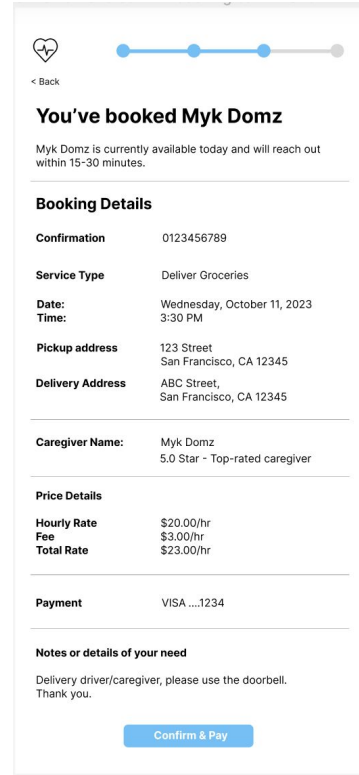 < Back
You've booked Myk Domz
Myk Domz is currently available today and will reach out
within 15-30 minutes.
Booking Details
Confirmation 0123456789
Service Type Deliver Groceries
Date: Wednesday, October 11, 2023
Time: 3:30 PM
Pickup address 123 Street
San Francisco, CA 12345
Delivery Address ABC Street,
San Francisco, CA 12345
Caregiver Name: Myk Domz
5.0 Star - Top-rated caregiver
Price Details
Hourly Rate $20.00/hr
Fee $3.00/hr
Total Rate $23.00/hr
Payment VISA ....1234
Notes or details of your need
Delivery driver/caregiver, please use the doorbell.
Thank you.
Confirm & Pay